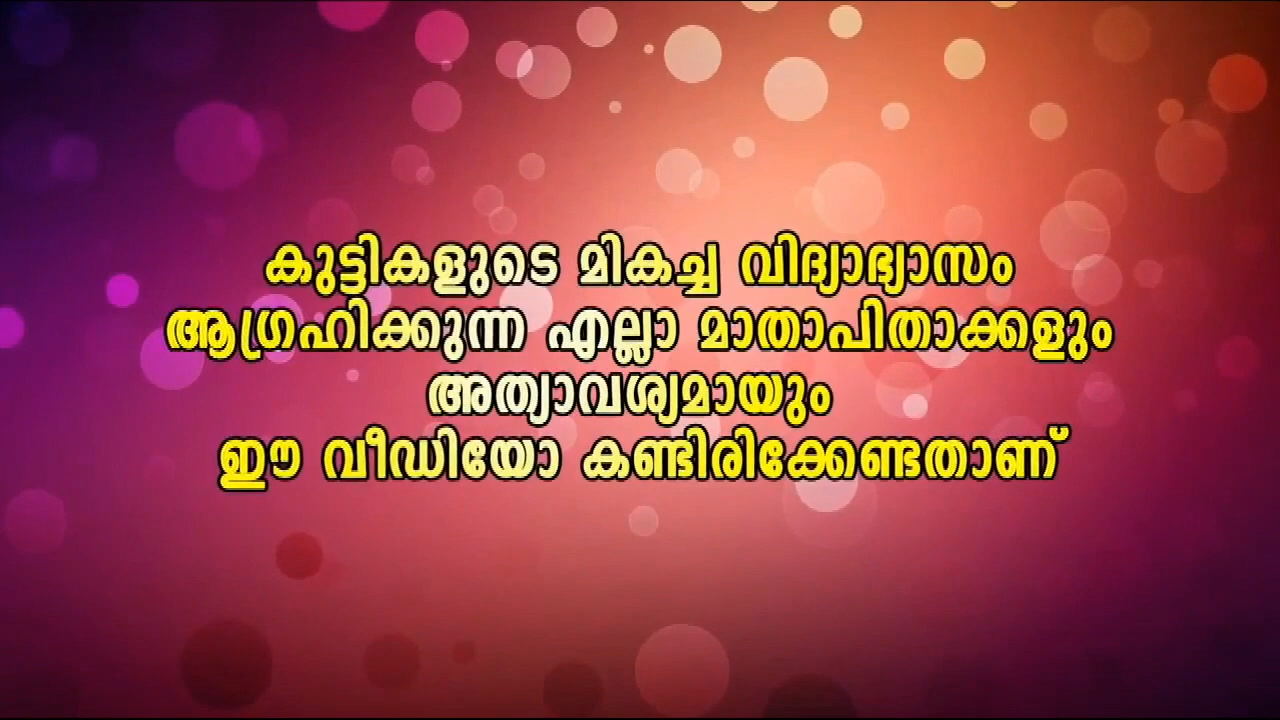 കുട്ടികളുടെ മികച്ച വിദ്യാഭ്യാസം
ആഗ്രഹിക്കുന്ന എല്ലാ മാതാപിതാക്കളും
അത്യാവശ്യമായും
ഈ വീഡിയോ കണ്ടിരിക്കേണ്ടതാണ്